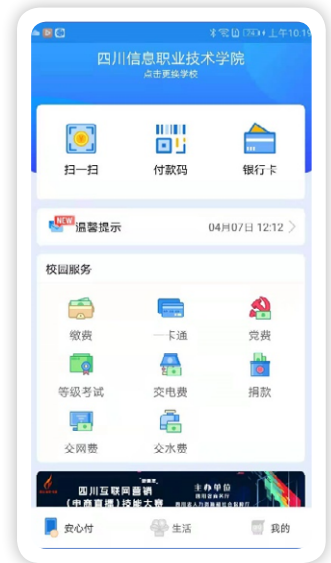 上午10:19
四川信息职业技术学院
点击更换学校
扫一扫
付款码
银行卡
NEW
温馨提示
04月07日 12:12
校园服务
缴费
一卡通
党费
等级考试
交电费
捐款
交网费
交水费
四川互联网营销
(电商直播)技能大赛
主办单位
安心付
生活
我的